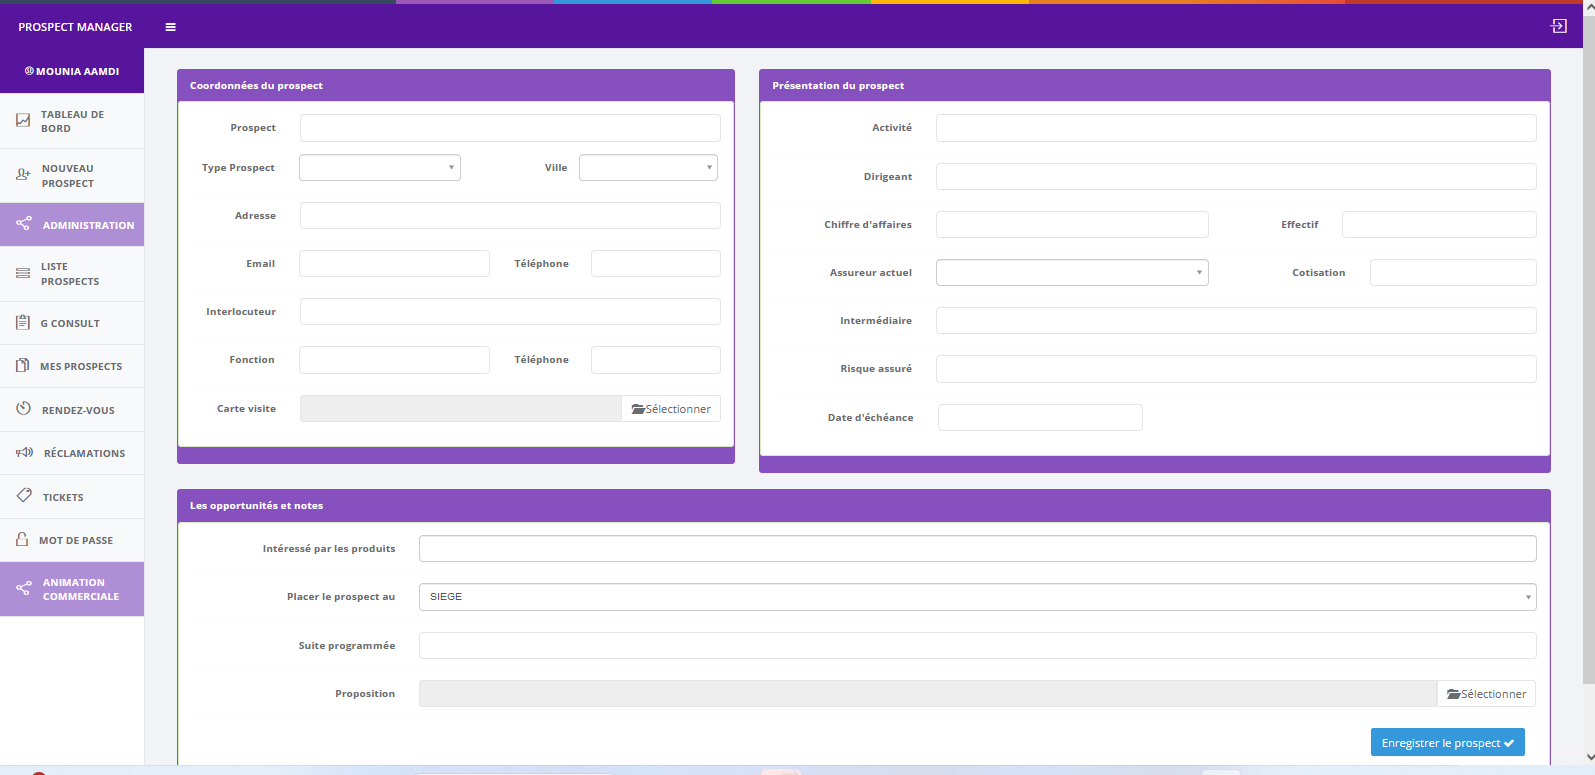 PROSPECT MANAGER
MOUNIA AAMDI
TABLEAU DE
BORD
NOUVEAU
PROSPECT
ADMINISTRATION
LISTE
PROSPECTS
G CONSULT
MES PROSPECTS
RENDEZ-VOUS
RÉCLAMATIONS
TICKETS
MOT DE PASSE
ANIMATION
COMMERCIALE
Coordonnées du prospect
Prospect
Type Prospect Ville
Adresse
Email Téléphone
Interlocuteur
Fonction Téléphone
Carte visite Sélectionner
Présentation du prospect
Activité
Dirigeant
Chiffre d'affaires Effectif
Assureur actuel Cotisation
Intermédiaire
Risque assuré
Date d'échéance
Les opportunités et notes
Intéressé par les produits
Placer le prospect au SIEGE
Suite programmée
Proposition Sélectionner
Enregistrer le prospect